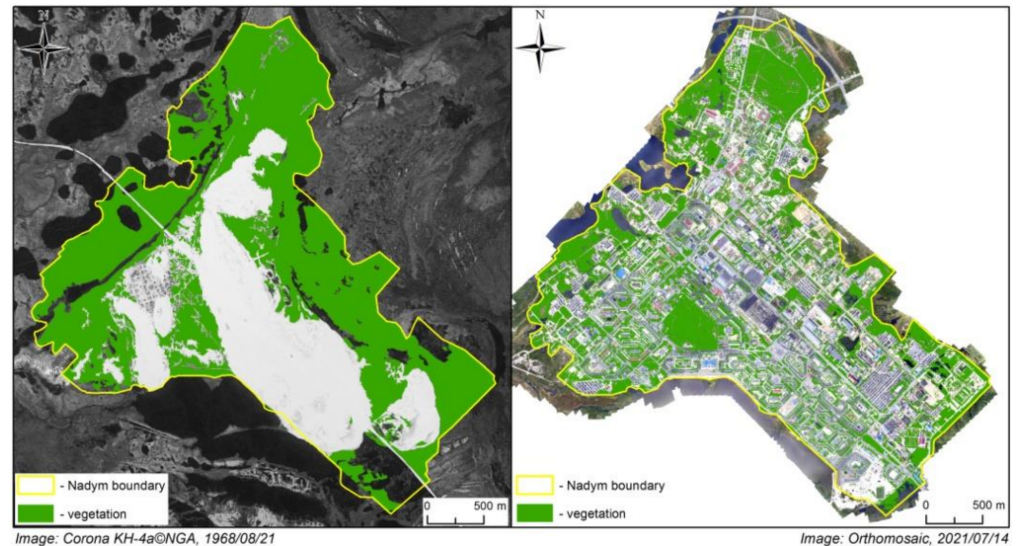 N
- Nadym boundary
- vegetation
0 500 m
Image: Corona KH-4a©NGA, 1968/08/21
N
- Nadym boundary
- vegetation
0 500 m
Image: Orthomosaic, 2021/07/14